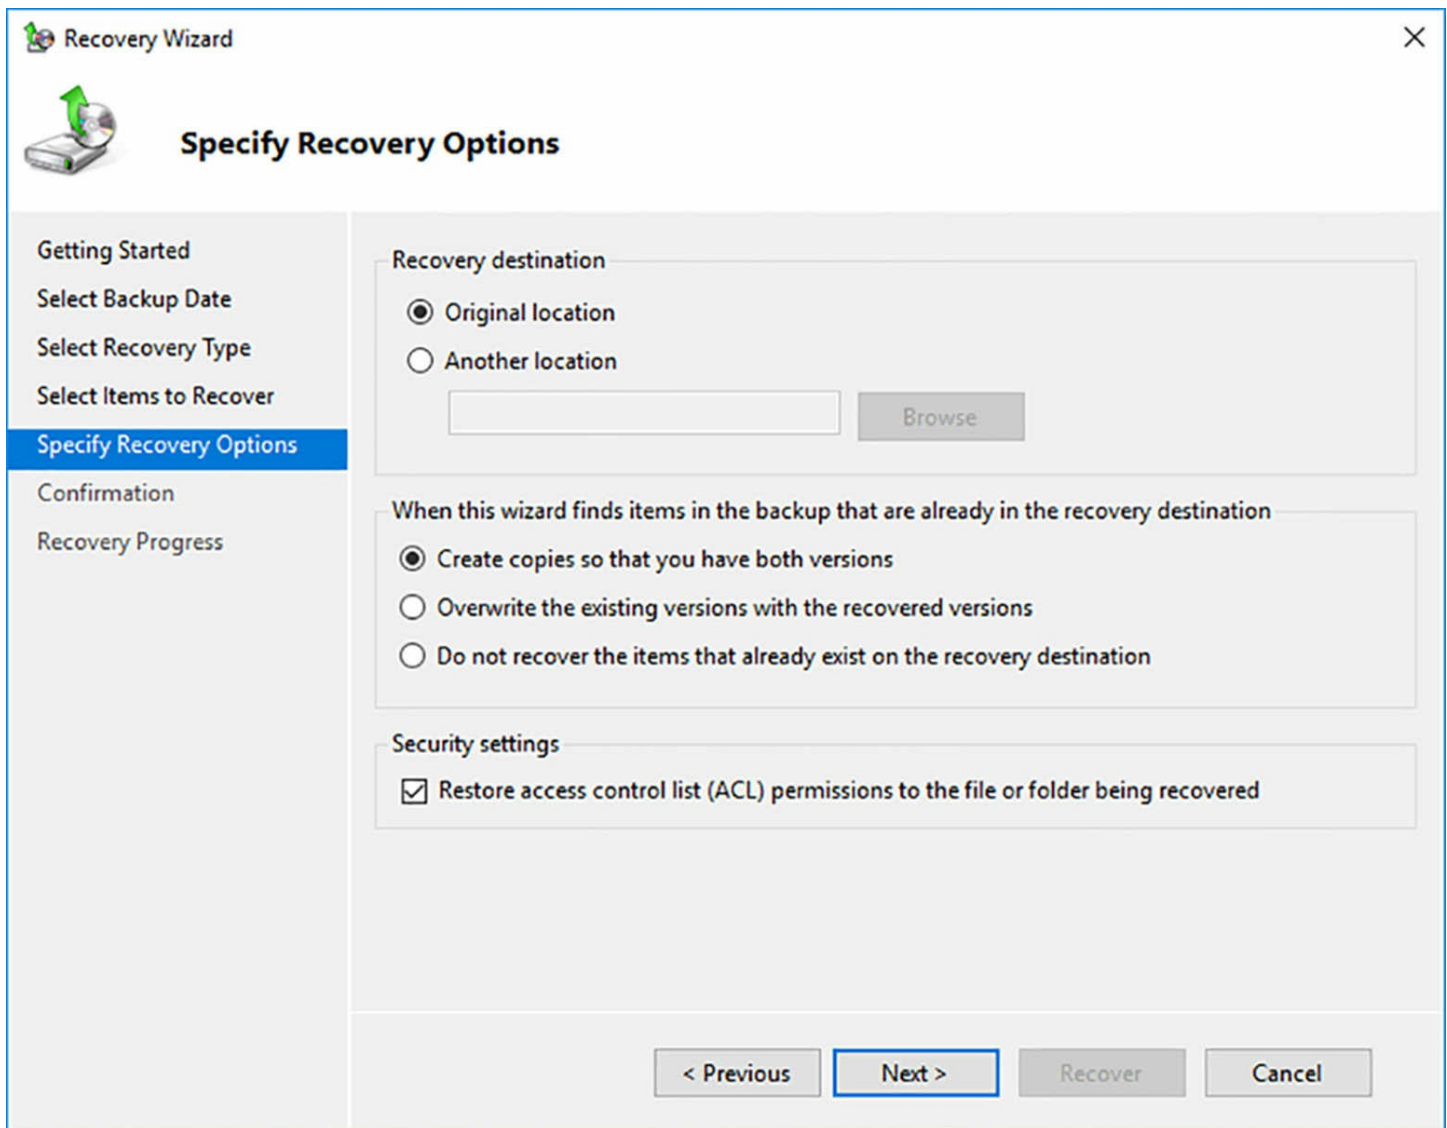 Recovery Wizard
Specify Recovery Options
Getting Started
Select Backup Date
Select Recovery Type
Select Items to Recover
Specify Recovery Options
Confirmation
Recovery Progress
Recovery destination
Original location
Another location
Browse
When this wizard finds items in the backup that are already in the recovery destination
Create copies so that you have both versions
Overwrite the existing versions with the recovered versions
Do not recover the items that already exist on the recovery destination
Security settings
Restore access control list (ACL) permissions to the file or folder being recovered
< Previous
Next >
Recover
Cancel